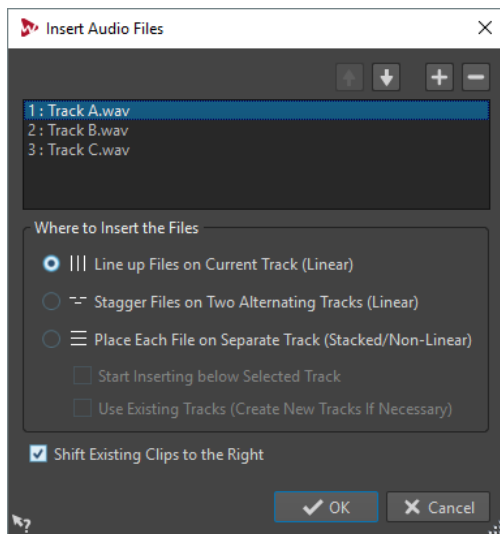 Insert Audio Files
1 : Track A.wav
2 : Track B.wav
3 : Track C.wav
Where to Insert the Files
Line up Files on Current Track (Linear)
Stagger Files on Two Alternating Tracks (Linear)
Place Each File on Separate Track (Stacked/Non-Linear)
Start Inserting below Selected Track
Use Existing Tracks (Create New Tracks If Necessary)
Shift Existing Clips to the Right
OK Cancel
?